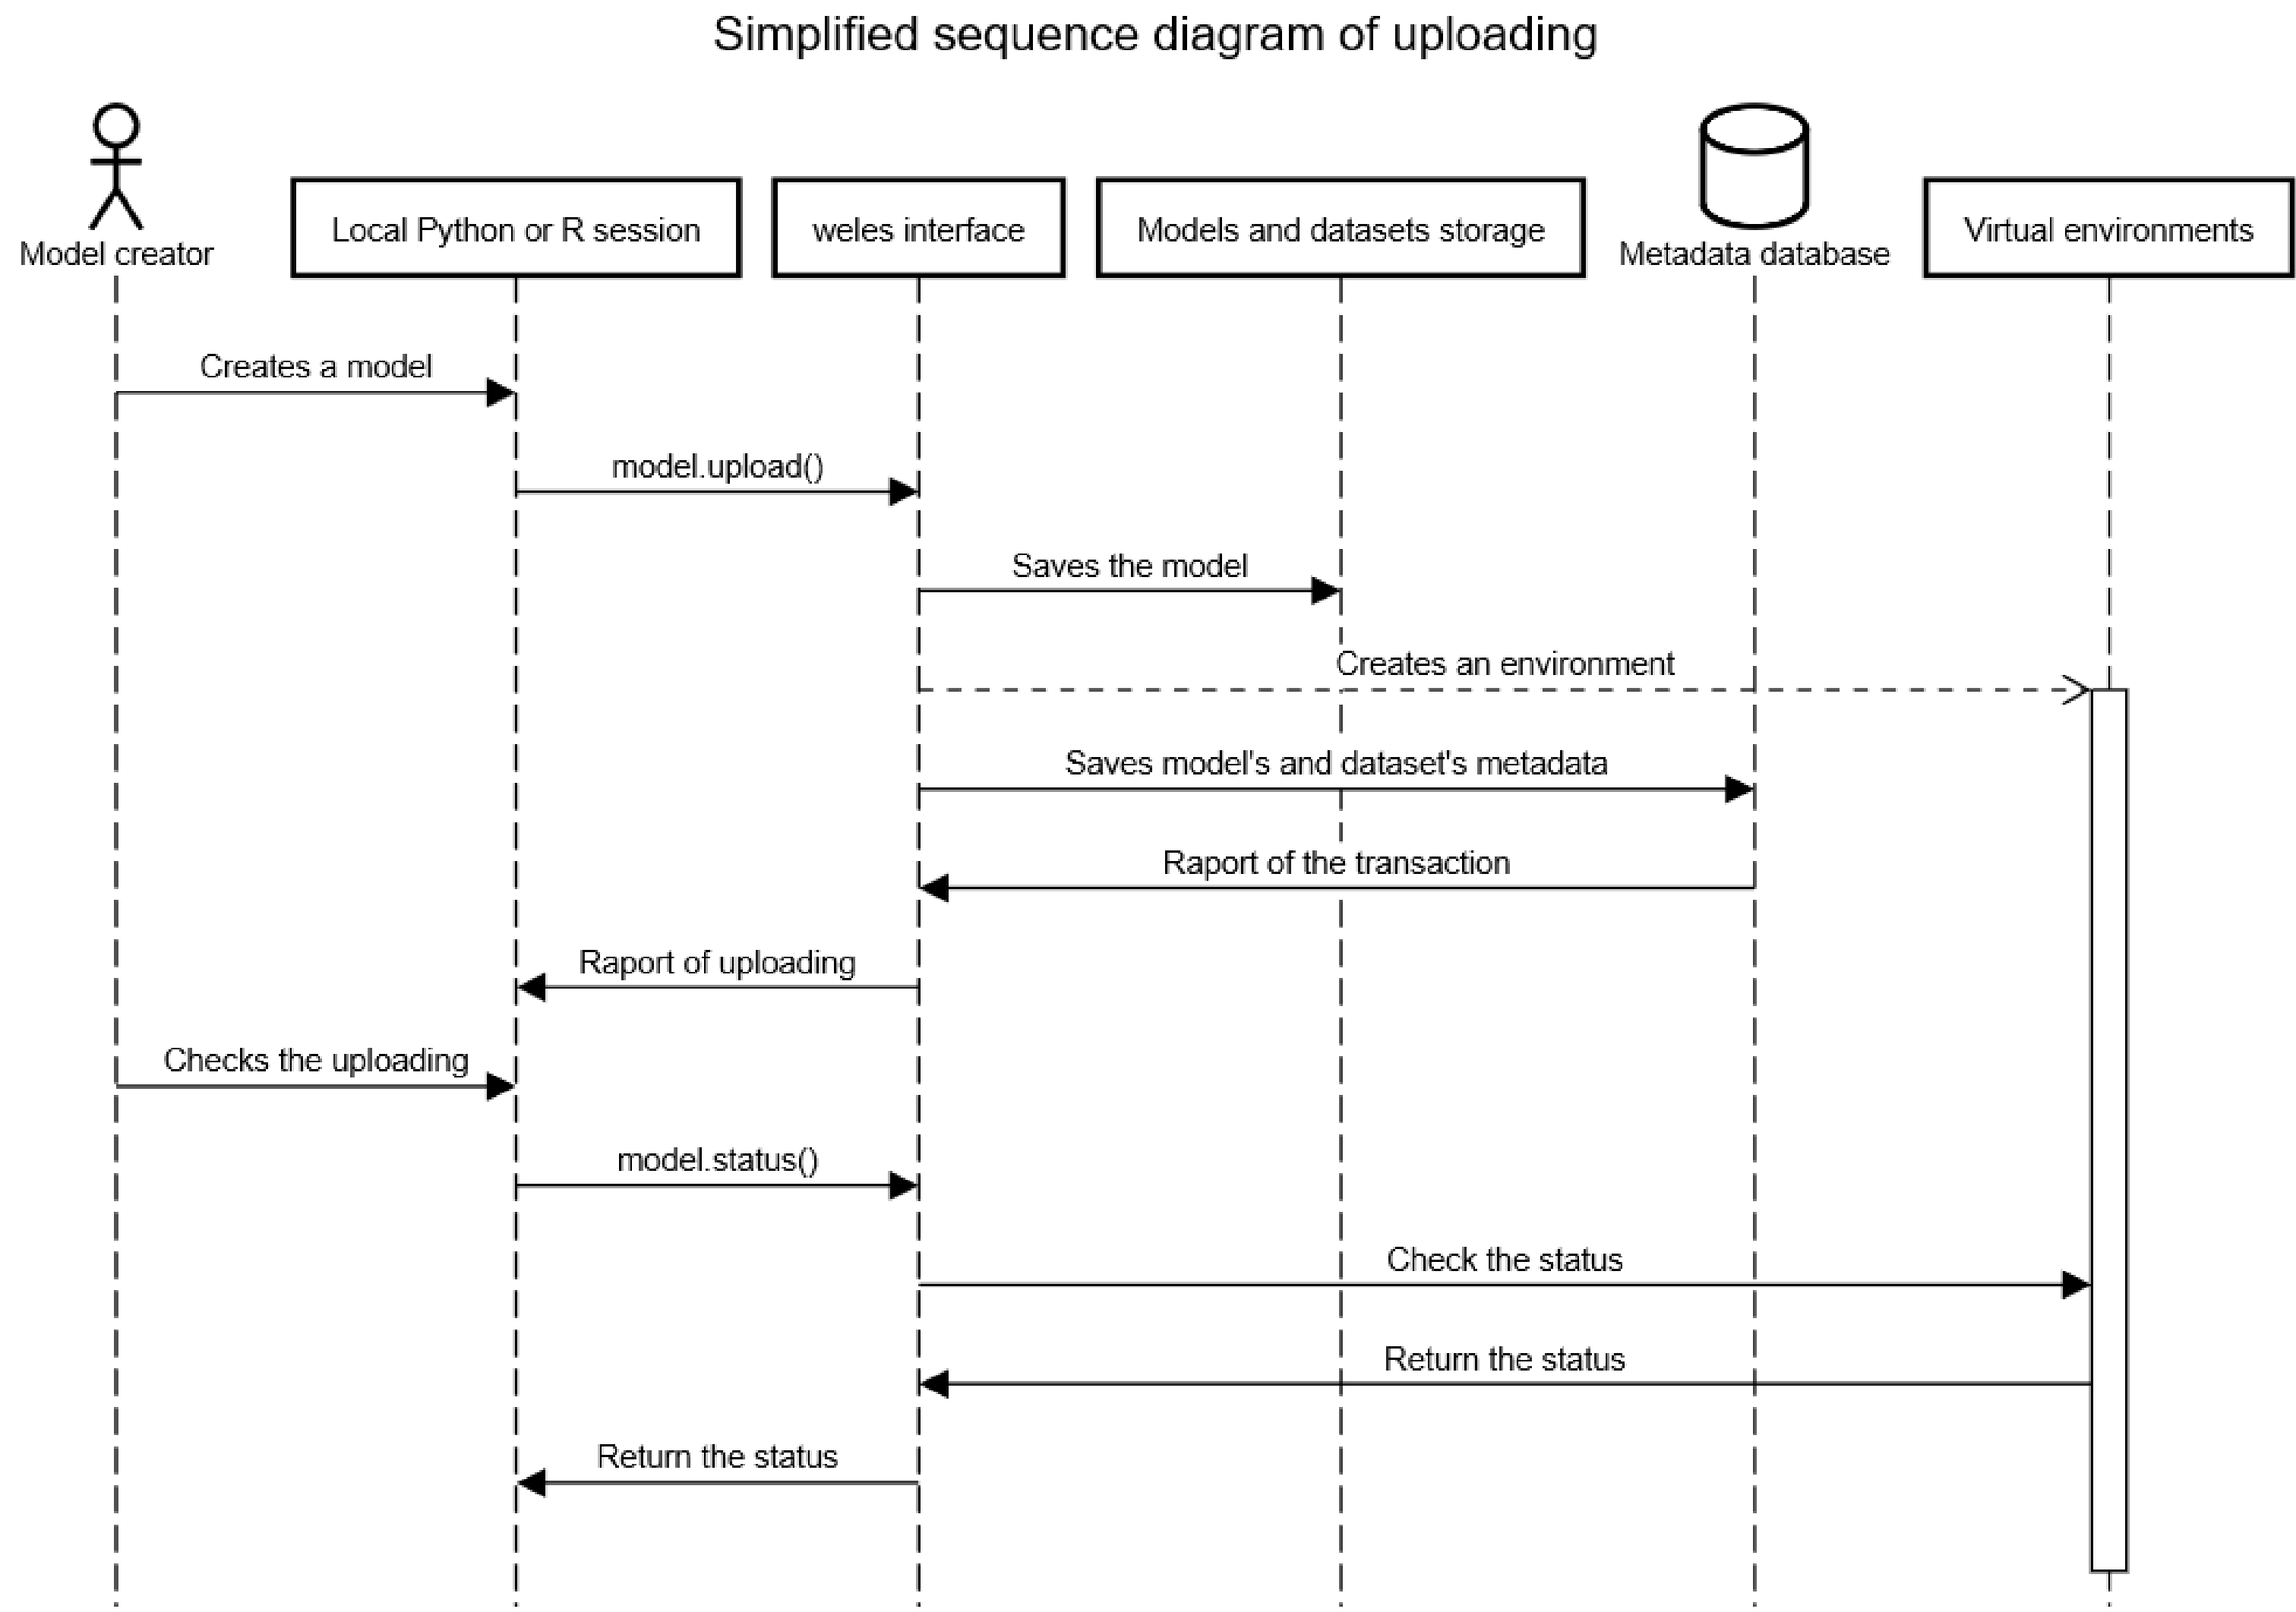 Simplified sequence diagram of uploading
Model creator
Local Python or R session
weles interface
Models and datasets storage
Metadata database
Virtual environments
Creates a model
model.upload()
Saves the model
Creates an environment
Saves model's and dataset's metadata
Raport of the transaction
Raport of uploading
Checks the uploading
model.status()
Check the status
Return the status
Return the status